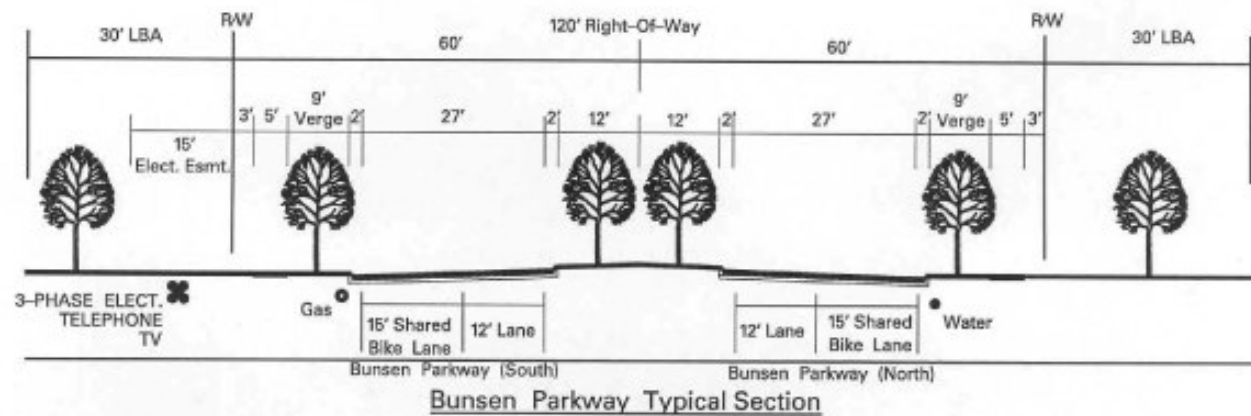 R/W
120' Right-Of-Way
R/W
30' LBA
60'
60'
30' LBA
3'
5'
9'
Verge
2'
27'
2'
12'
12'
2'
27'
2'
9'
Verge
5'
3'
15'
Elect. Esmt.
3-PHASE ELECT.
TELEPHONE
TV
Gas
15' Shared
Bike Lane
12' Lane
12' Lane
15' Shared
Bike Lane
Water
Bunsen Parkway (South)
Bunsen Parkway (North)
Bunsen Parkway Typical Section